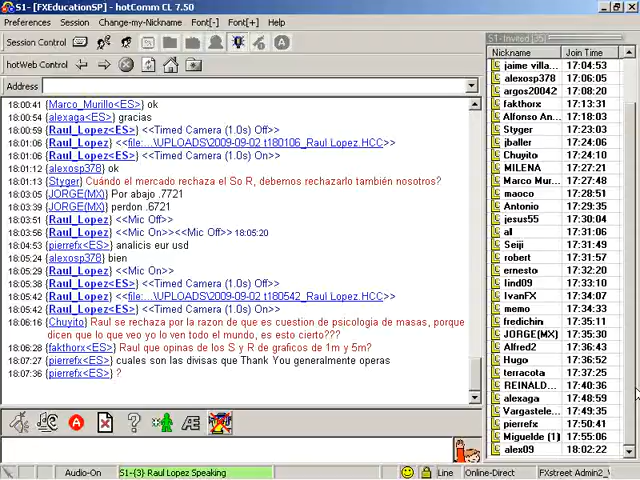 S1- [FXEducationSP] - hotComm CL 7.50
Preferences Session Change-my-Nickname Font[-] Font[+] Help
Session Control
hotWeb Control
Address
18:00:41 {Marco_Murillo<ES>} ok
18:00:54 {alexaga<ES>} gracias
18:00:59 {Raul_Lopez<ES>} <<Timed Camera (1.0s) Off>>
18:01:06 {Raul_Lopez<ES>} <<file:...\UPLOADS\2009-09-02 t180106_Raul Lopez.HCC>>
18:01:06 {Raul_Lopez<ES>} <<Timed Camera (1.0s) On>>
18:01:12 {alexosp378} ok
18:01:13 {Styger} Cuándo el mercado rechaza el So R, debemos rechazarlo también nosotros?
18:03:05 {JORGE(MX)} Por abajo .7721
18:03:39 {JORGE(MX)} perdon .6721
18:03:51 {Raul_Lopez} <<Mic Off>>
18:03:56 {Raul_Lopez} <<Mic On>><<Mic Off>> 18:05:20
18:04:53 {pierrefx<ES>} analicis eur usd
18:05:24 {alexosp378} bien
18:05:29 {Raul_Lopez} <<Mic On>>
18:05:31 {Raul_Lopez} <<Timed Camera (1.0s) Off>>
18:05:42 {Raul_Lopez} <<file:...\UPLOADS\2009-09-02 t180542_Raul Lopez.HCC>>
18:05:42 {Raul_Lopez} <<Timed Camera (1.0s) On>>
18:06:16 {Chuyito} Raul se rechaza por la razon de que es cuestion de psicologia de masas, porque
dicen que lo que veo yo lo ven todo el mundo, es esto cierto???
18:06:28 {fakthorx<ES>} Raul que opinas de los S y R de graficos de 1m y 5m?
18:07:27 {pierrefx<ES>} cuales son las divisas que Thank You generalmente operas
18:07:36 {pierrefx<ES>} ?
Audio-On S1-{3} Raul Lopez Speaking Line Online-Direct FXstreet Admin2_
S1-Invited [35]
Nickname Join Time
jaime villa... 17:04:53
alexosp378 17:06:05
argos20042 17:08:20
fakthorx 17:13:31
Alfonso An... 17:18:03
Styger 17:23:03
jballer 17:24:06
Chuyito 17:24:10
MILENA 17:27:21
Marco Mur... 17:27:48
maoco 17:28:51
Antonio 17:29:35
jesus55 17:30:04
al 17:31:27
Seiji 17:31:49
robert 17:31:57
ernesto 17:32:20
lind09 17:33:10
IvanFX 17:34:07
memo 17:34:38
fredichin 17:35:11
JORGE(MX) 17:35:30
Alfred2 17:36:43
Hugo 17:36:52
terracota 17:37:25
REINALD... 17:40:36
alexaga 17:48:59
Vargastele... 17:49:35
pierrefx 17:50:41
Miguelde (1) 17:55:06
alex09 18:02:22